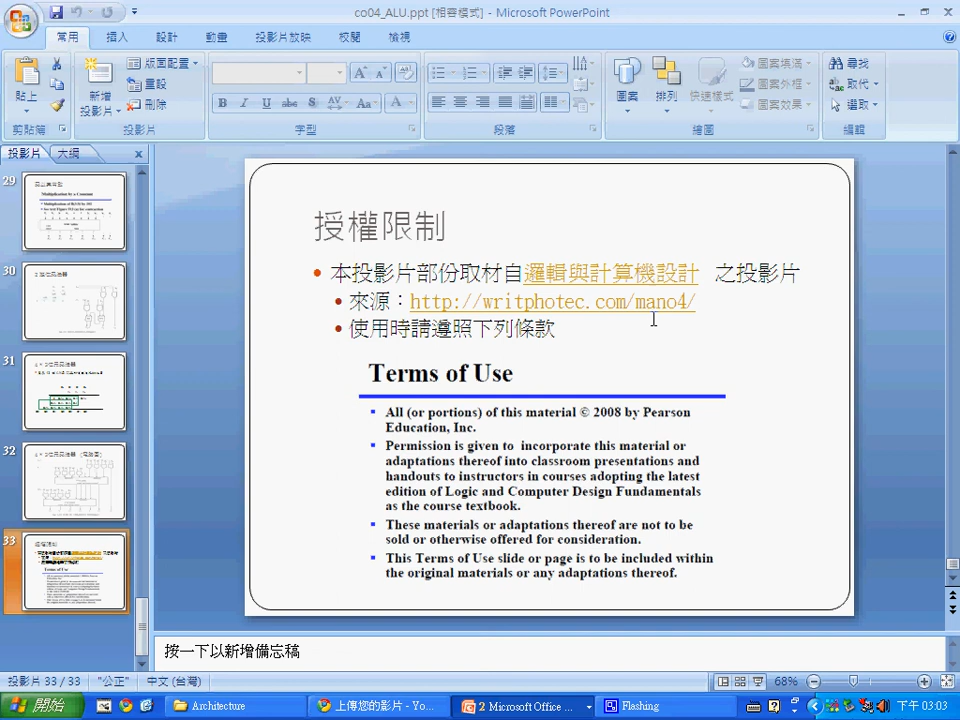 co04_ALU.ppt [相容模式] - Microsoft PowerPoint
常用 插入 設計 動畫 投影片放映 校閱 檢視
貼上
剪貼簿
新增
投影片
版面配置
重設
刪除
投影片
B I U abc S AV Aa A
字型
段落
圖案 排列 快速樣式
圖案填滿
圖案外框
圖案效果
繪圖
尋找
取代
選取
編輯
投影片 大綱
29
30
31
32
33
授權限制
本投影片部份取材自邏輯與計算機設計 之投影片
來源：http://writphotec.com/mano4/
使用時請遵照下列條款
Terms of Use
All (or portions) of this material © 2008 by Pearson
Education, Inc.
Permission is given to incorporate this material or
adaptations thereof into classroom presentations and
handouts to instructors in courses adopting the latest
edition of Logic and Computer Design Fundamentals
as the course textbook.
These materials or adaptations thereof are not to be
sold or otherwise offered for consideration.
This Terms of Use slide or page is to be included within
the original materials or any adaptations thereof.
按一下以新增備忘稿
投影片 33 / 33 "公正" 中文 (台灣) 68%
開始 Architecture 上傳您的影片 - Yo... 2 Microsoft Office ... Flashing 下午 03:03